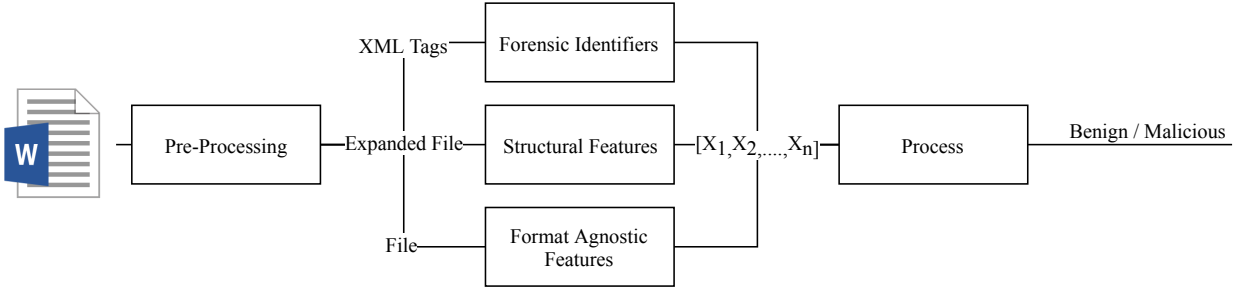 XML Tags
Forensic Identifiers
W
Pre-Processing
Expanded File
Structural Features
[X1,X2,....,Xn]
Process
Benign / Malicious
File
Format Agnostic
Features